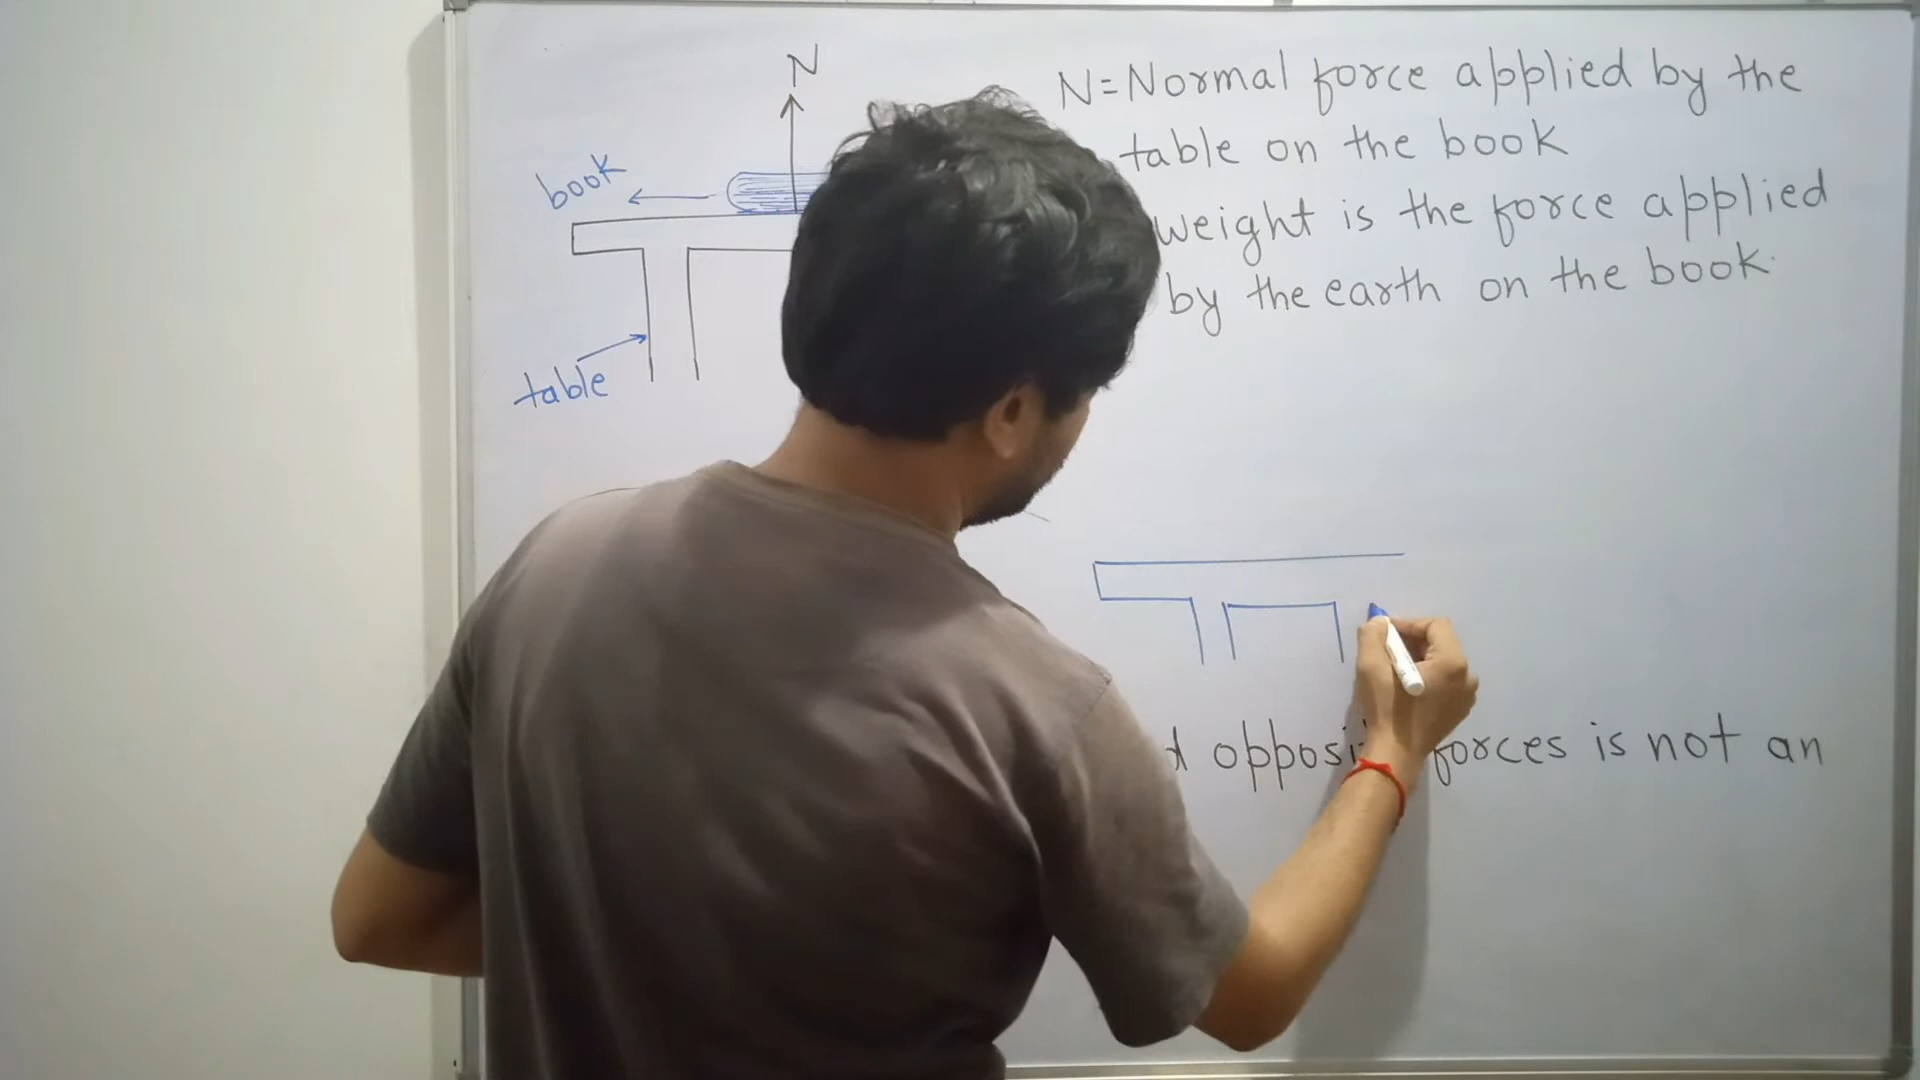 N
book
table
N=Normal force applied by the
table on the book
weight is the force applied
by the earth on the book.
forces is not an